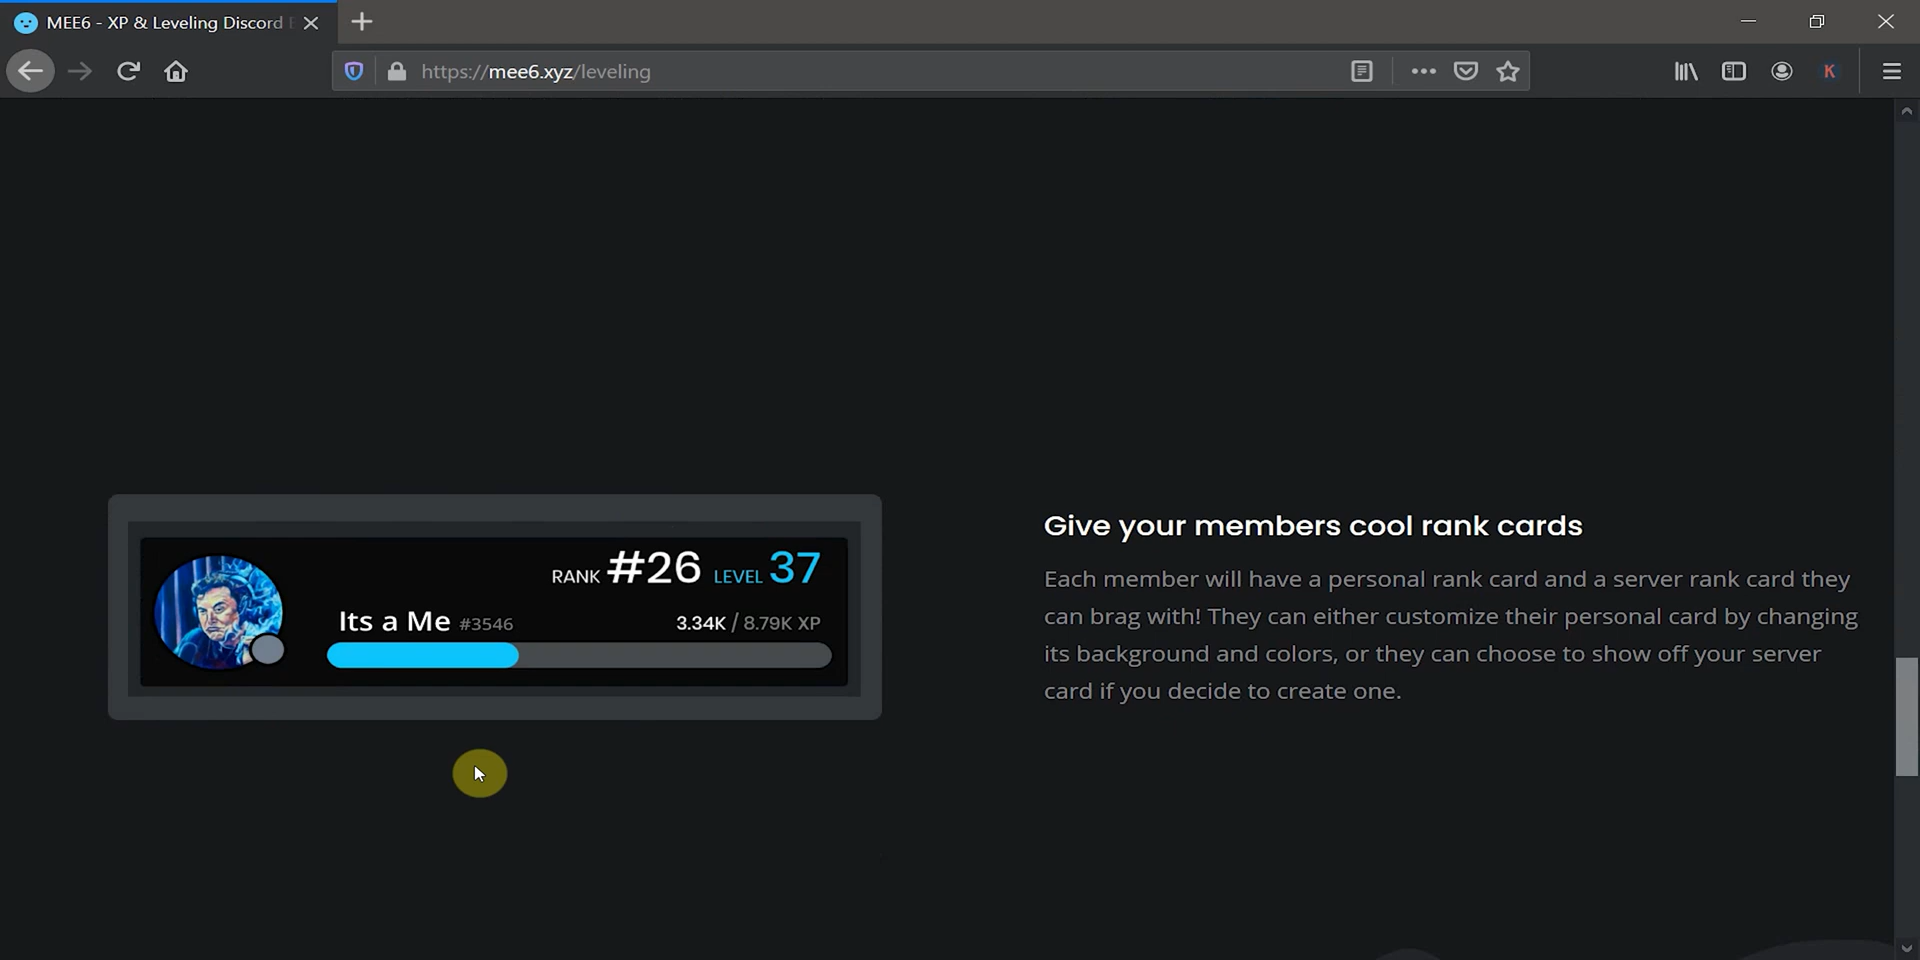 MEE6 - XP & Leveling Discord
https://mee6.xyz/leveling
K
RANK #26 LEVEL 37
Its a Me #3546 3.34K / 8.79K XP
Give your members cool rank cards
Each member will have a personal rank card and a server rank card they
can brag with! They can either customize their personal card by changing
its background and colors, or they can choose to show off your server
card if you decide to create one.